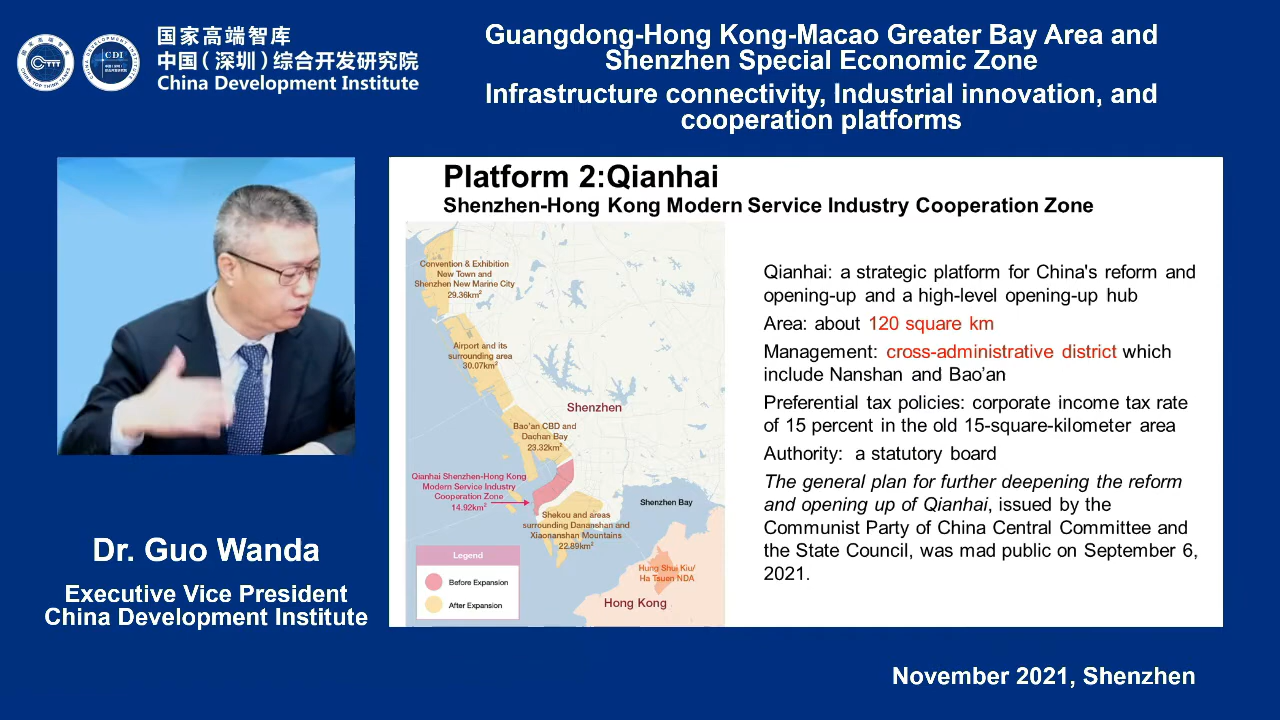 国家高端智库
中国（深圳）综合开发研究院
China Development Institute
CDI
Guangdong-Hong Kong-Macao Greater Bay Area and
Shenzhen Special Economic Zone
Infrastructure connectivity, Industrial innovation, and
cooperation platforms
Platform 2:Qianhai
Shenzhen-Hong Kong Modern Service Industry Cooperation Zone
Convention & Exhibition
New Town and
Shenzhen New Marine City
29.36km²
Airport and its
surrounding area
30.07km²
Shenzhen
Bao'an CBD and
Dachan Bay
23.32km²
Qianhai Shenzhen-Hong Kong
Modern Service Industry
Cooperation Zone
14.92km²
Shenzhen Bay
Shekou and areas
surrounding Dananshan and
Xiaonanshan Mountains
22.89km²
Legend
Before Expansion
After Expansion
Hung Shui Kiu/
Ha Tsuen NDA
Hong Kong
Qianhai: a strategic platform for China's reform and
opening-up and a high-level opening-up hub
Area: about 120 square km
Management: cross-administrative district which
include Nanshan and Bao’an
Preferential tax policies: corporate income tax rate
of 15 percent in the old 15-square-kilometer area
Authority: a statutory board
The general plan for further deepening the reform
and opening up of Qianhai, issued by the
Communist Party of China Central Committee and
the State Council, was mad public on September 6,
2021.
Dr. Guo Wanda
Executive Vice President
China Development Institute
November 2021, Shenzhen